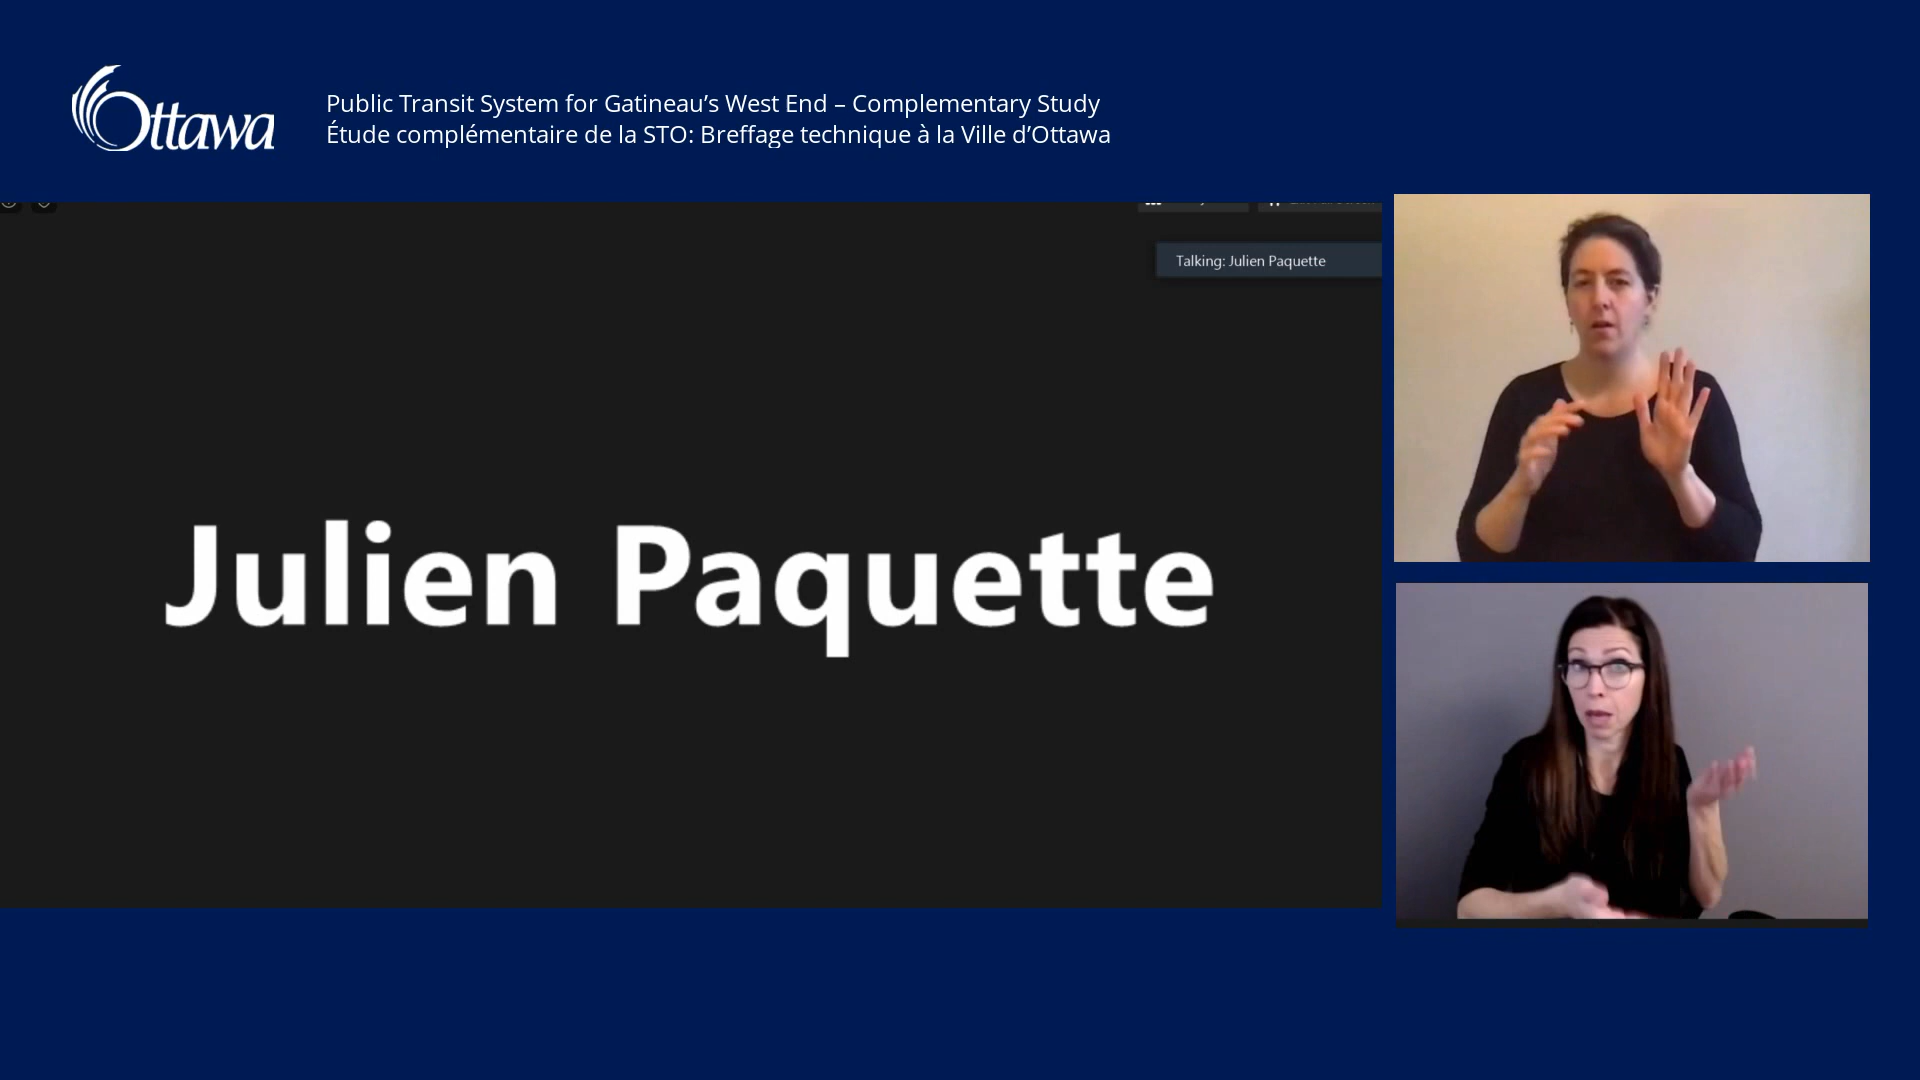 Ottawa
Public Transit System for Gatineau’s West End – Complementary Study
Étude complémentaire de la STO: Breffage technique à la Ville d’Ottawa
Talking: Julien Paquette
Julien Paquette